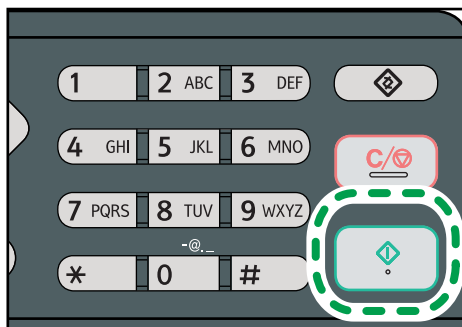 1 2 ABC 3 DEF
4 GHI 5 JKL 6 MNO
C/
7 PQRS 8 TUV 9 WXYZ
-@._
* 0 #